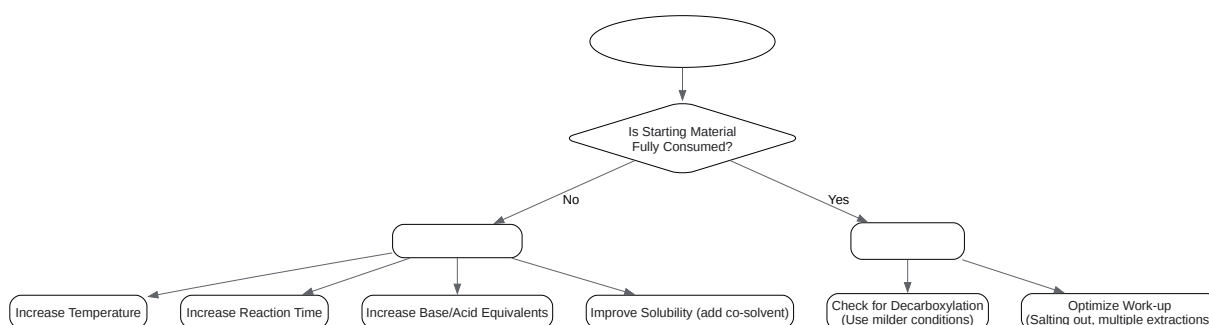 Is Starting Material
Fully Consumed?
No
Yes
Increase Temperature
Increase Reaction Time
Increase Base/Acid Equivalents
Improve Solubility (add co-solvent)
Check for Decarboxylation
(Use milder conditions)
Optimize Work-up
(Salting out, multiple extractions